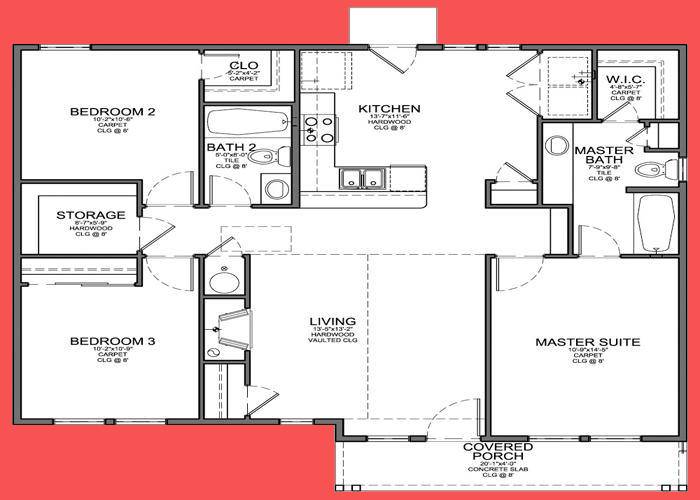 CLO
5'-2"x4'-2"
CARPET
CLG @ 8'
BEDROOM 2
10'-2"x10'-6"
CARPET
CLG @ 8'
KITCHEN
13'-7"x11'-6"
HARDWOOD
CLG @ 8'
W.I.C.
4'-8"x5'-7"
CARPET
CLG @ 8'
BATH 2
5'-0"x8'-0"
TILE
CLG @ 8'
MASTER
BATH
7'-9"x9'-8"
TILE
CLG @ 8'
STORAGE
6'-7"x5'-9"
HARDWOOD
CLG @ 8'
BEDROOM 3
10'-2"x10'-9"
CARPET
CLG @ 8'
LIVING
13'-5"x13'-2"
HARDWOOD
VAULTED CLG
MASTER SUITE
10'-9"x14'-5"
CARPET
CLG @ 8'
COVERED
PORCH
20'-1"x4'-0"
CONCRETE SLAB
CLG @ 8'